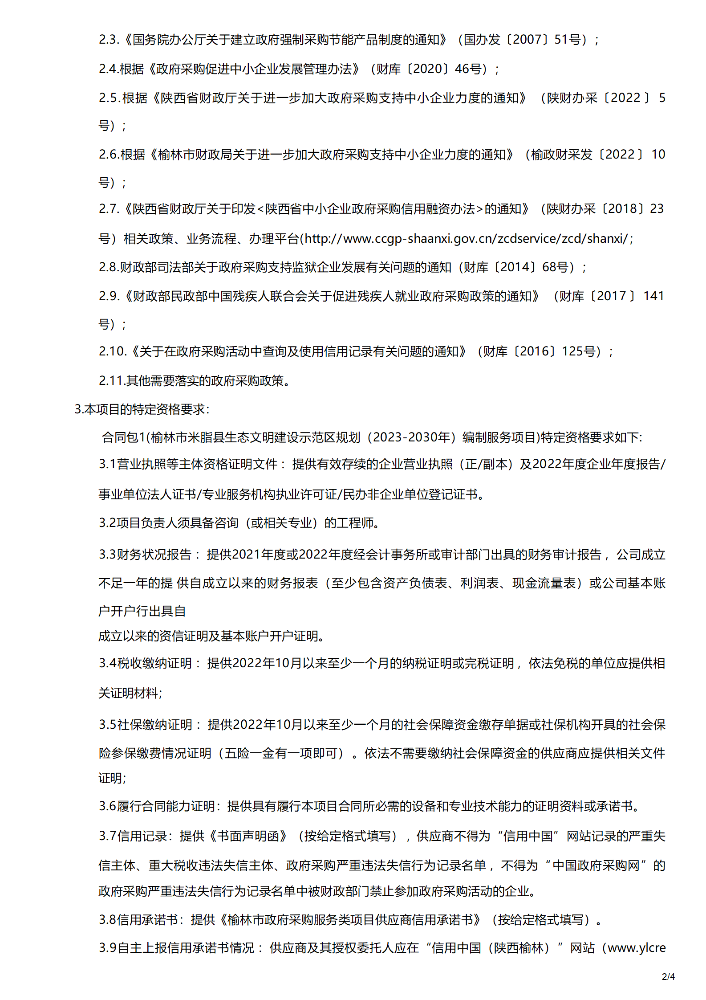 2.3.《国务院办公厅关于建立政府强制采购节能产品制度的通知》（国办发〔2007〕51号）；
2.4.根据《政府采购促进中小企业发展管理办法》（财库〔2020〕46号）；
2.5.根据《陕西省财政厅关于进一步加大政府采购支持中小企业力度的通知》（陕财办采〔2022 〕 5
号）；
2.6.根据《榆林市财政局关于进一步加大政府采购支持中小企业力度的通知》（榆政财采发〔2022 〕 10
号）；
2.7.《陕西省财政厅关于印发<陕西省中小企业政府采购信用融资办法>的通知》（陕财办采〔2018〕23
号）相关政策、业务流程、办理平台(http://www.ccgp-shaanxi.gov.cn/zcdservice/zcd/shanxi/；
2.8.财政部司法部关于政府采购支持监狱企业发展有关问题的通知（财库〔2014〕68号）；
2.9.《财政部民政部中国残疾人联合会关于促进残疾人就业政府采购政策的通知》 （财库〔2017 〕 141
号）；
2.10.《关于在政府采购活动中查询及使用信用记录有关问题的通知》（财库〔2016〕125号）；
2.11.其他需要落实的政府采购政策。
3.本项目的特定资格要求：
合同包1(榆林市米脂县生态文明建设示范区规划（2023-2030年）编制服务项目)特定资格要求如下:
3.1营业执照等主体资格证明文件：提供有效存续的企业营业执照（正/副本）及2022年度企业年度报告/
事业单位法人证书/专业服务机构执业许可证/民办非企业单位登记证书。
3.2项目负责人须具备咨询（或相关专业）的工程师。
3.3财务状况报告：提供2021年度或2022年度经会计事务所或审计部门出具的财务审计报告，公司成立
不足一年的提 供自成立以来的财务报表（至少包含资产负债表、利润表、现金流量表）或公司基本账
户开户行出具自
成立以来的资信证明及基本账户开户证明。
3.4税收缴纳证明：提供2022年10月以来至少一个月的纳税证明或完税证明，依法免税的单位应提供相
关证明材料；
3.5社保缴纳证明：提供2022年10月以来至少一个月的社会保障资金缴存单据或社保机构开具的社会保
险参保缴费情况证明（五险一金有一项即可）。依法不需要缴纳社会保障资金的供应商应提供相关文件
证明；
3.6履行合同能力证明：提供具有履行本项目合同所必需的设备和专业技术能力的证明资料或承诺书。
3.7信用记录：提供《书面声明函》（按给定格式填写），供应商不得为“信用中国”网站记录的严重失
信主体、重大税收违法失信主体、政府采购严重违法失信行为记录名单，不得为“中国政府采购网”的
政府采购严重违法失信行为记录名单中被财政部门禁止参加政府采购活动的企业。
3.8信用承诺书：提供《榆林市政府采购服务类项目供应商信用承诺书》（按给定格式填写）。
3.9自主上报信用承诺书情况：供应商及其授权委托人应在“信用中国（陕西榆林）”网站（www.ylcre
2/4